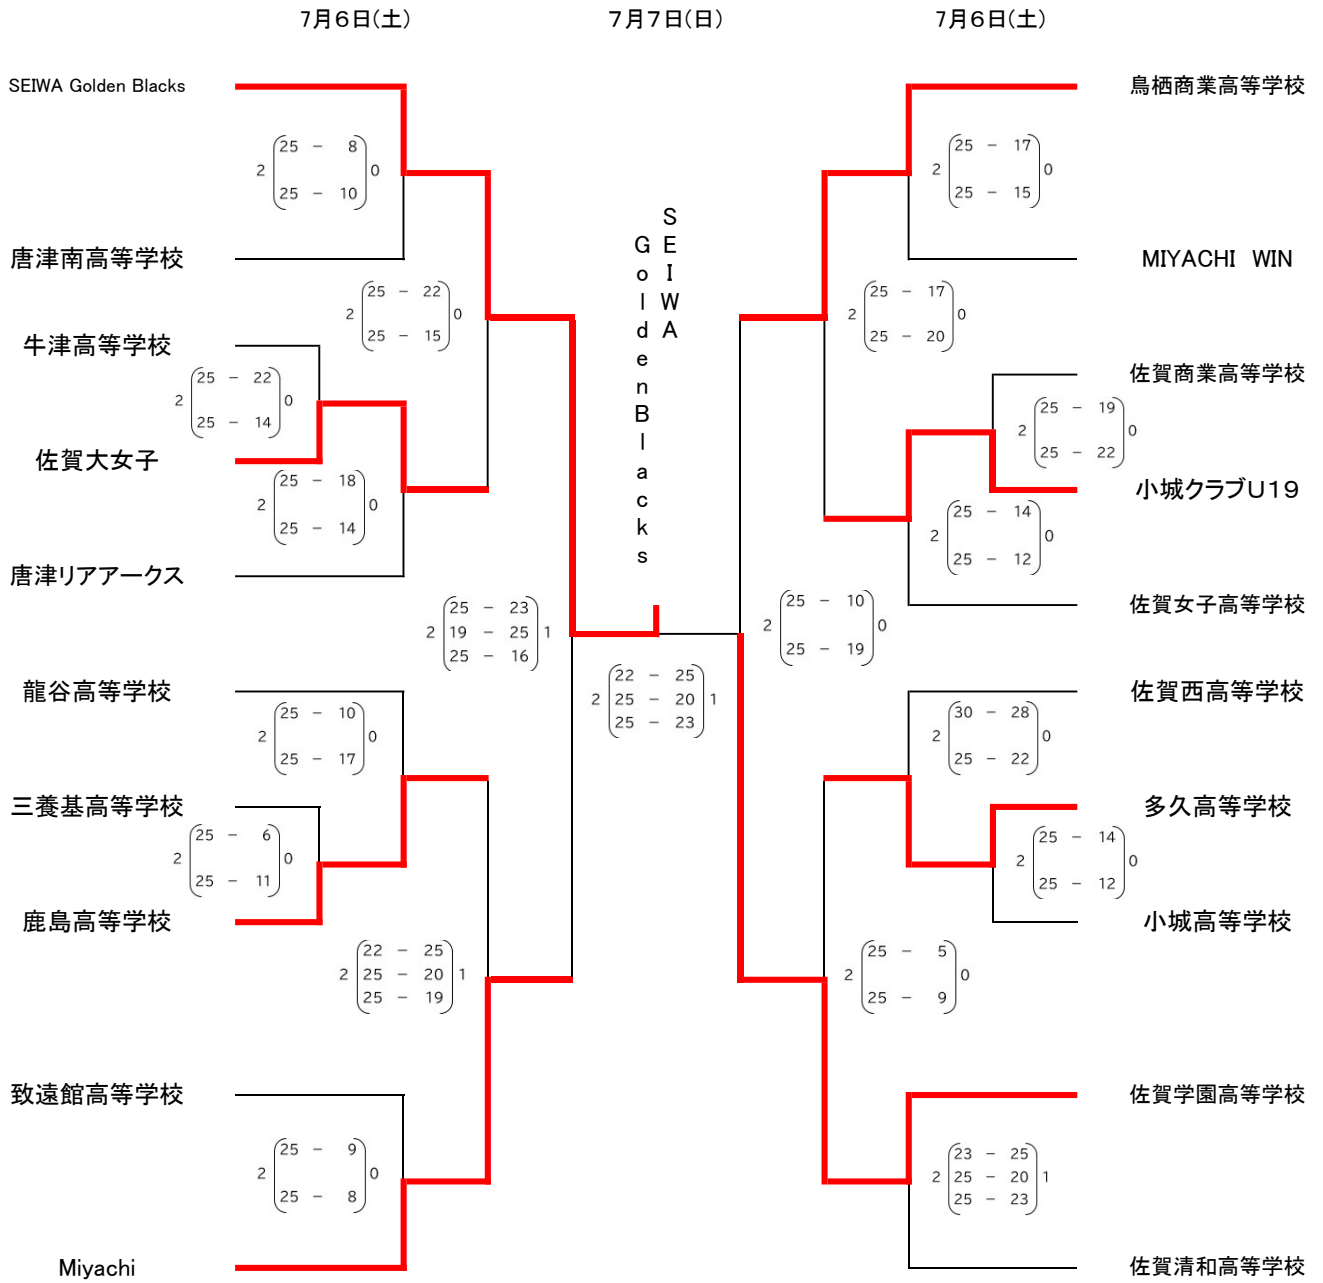 7月6日(土)
7月7日(日)
7月6日(土)
SEIWA Golden Blacks
25 － 8
2 0
25 － 10
唐津南高等学校
25 － 22
2 0
25 － 15
牛津高等学校
25 － 22
2 0
25 － 14
佐賀大女子
25 － 18
2 0
25 － 14
唐津リアアークス
25 － 23
2 19 － 25 1
25 － 16
龍谷高等学校
25 － 10
2 0
25 － 17
三養基高等学校
25 － 6
2 0
25 － 11
鹿島高等学校
22 － 25
2 25 － 20 1
25 － 19
致遠館高等学校
25 － 9
2 0
25 － 8
Miyachi
SEIWA
GoldenBlacks
22 － 25
2 25 － 20 1
25 － 23
鳥栖商業高等学校
25 － 17
2 0
25 － 15
MIYACHI WIN
25 － 17
2 0
25 － 20
佐賀商業高等学校
25 － 19
2 0
25 － 22
小城クラブU19
25 － 14
2 0
25 － 12
佐賀女子高等学校
25 － 10
2 0
25 － 19
佐賀西高等学校
30 － 28
2 0
25 － 22
多久高等学校
25 － 14
2 0
25 － 12
小城高等学校
25 － 5
2 0
25 － 9
佐賀学園高等学校
23 － 25
2 25 － 20 1
25 － 23
佐賀清和高等学校